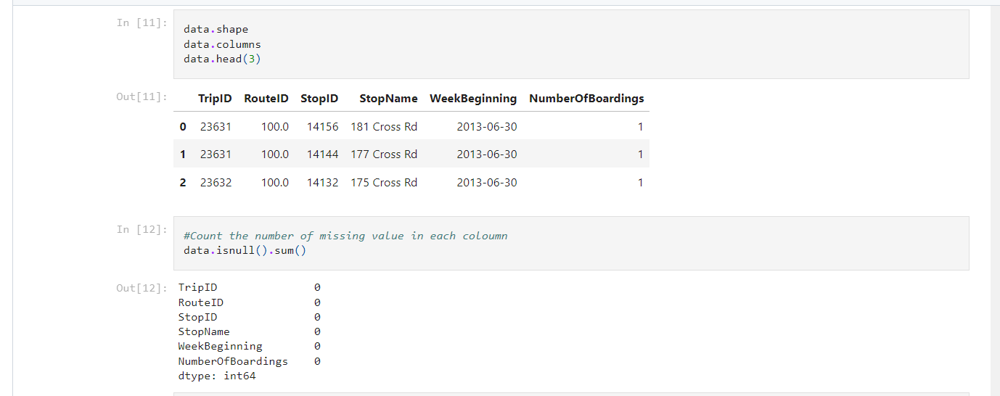 In [11]:
data.shape
data.columns
data.head(3)
Out[11]:
TripID RouteID StopID StopName WeekBeginning NumberOfBoardings
0 23631 100.0 14156 181 Cross Rd 2013-06-30 1
1 23631 100.0 14144 177 Cross Rd 2013-06-30 1
2 23632 100.0 14132 175 Cross Rd 2013-06-30 1
In [12]:
#Count the number of missing value in each coloumn
data.isnull().sum()
Out[12]:
TripID 0
RouteID 0
StopID 0
StopName 0
WeekBeginning 0
NumberOfBoardings 0
dtype: int64